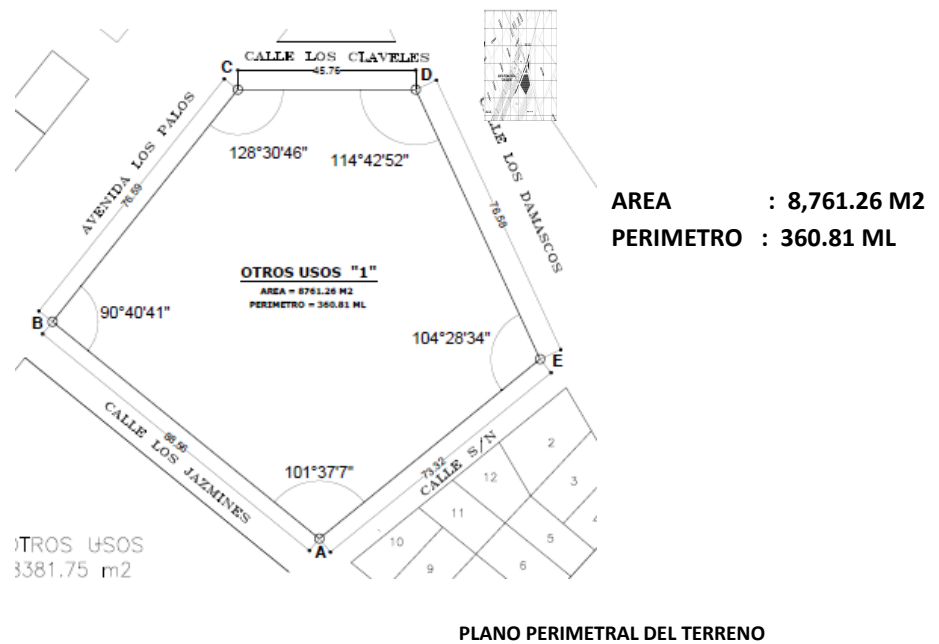 CALLE LOS CLAVELES
C
45.76
D
128°30'46"
114°42'52"
AVENIDA LOS PALOS
76.59
CALLE LOS DAMASCOS
76.58
AREA : 8,761.26 M2
PERIMETRO : 360.81 ML
OTROS USOS "1"
AREA = 8761.26 M2
PERIMETRO = 360.81 ML
B
90°40'41"
104°28'34"
E
CALLE LOS JAZMINES
88.56
101°37'7"
A
73.32
CALLE S/N
2
12
3
11
10
5
9
6
TROS USOS
3381.75 m2
PLANO PERIMETRAL DEL TERRENO